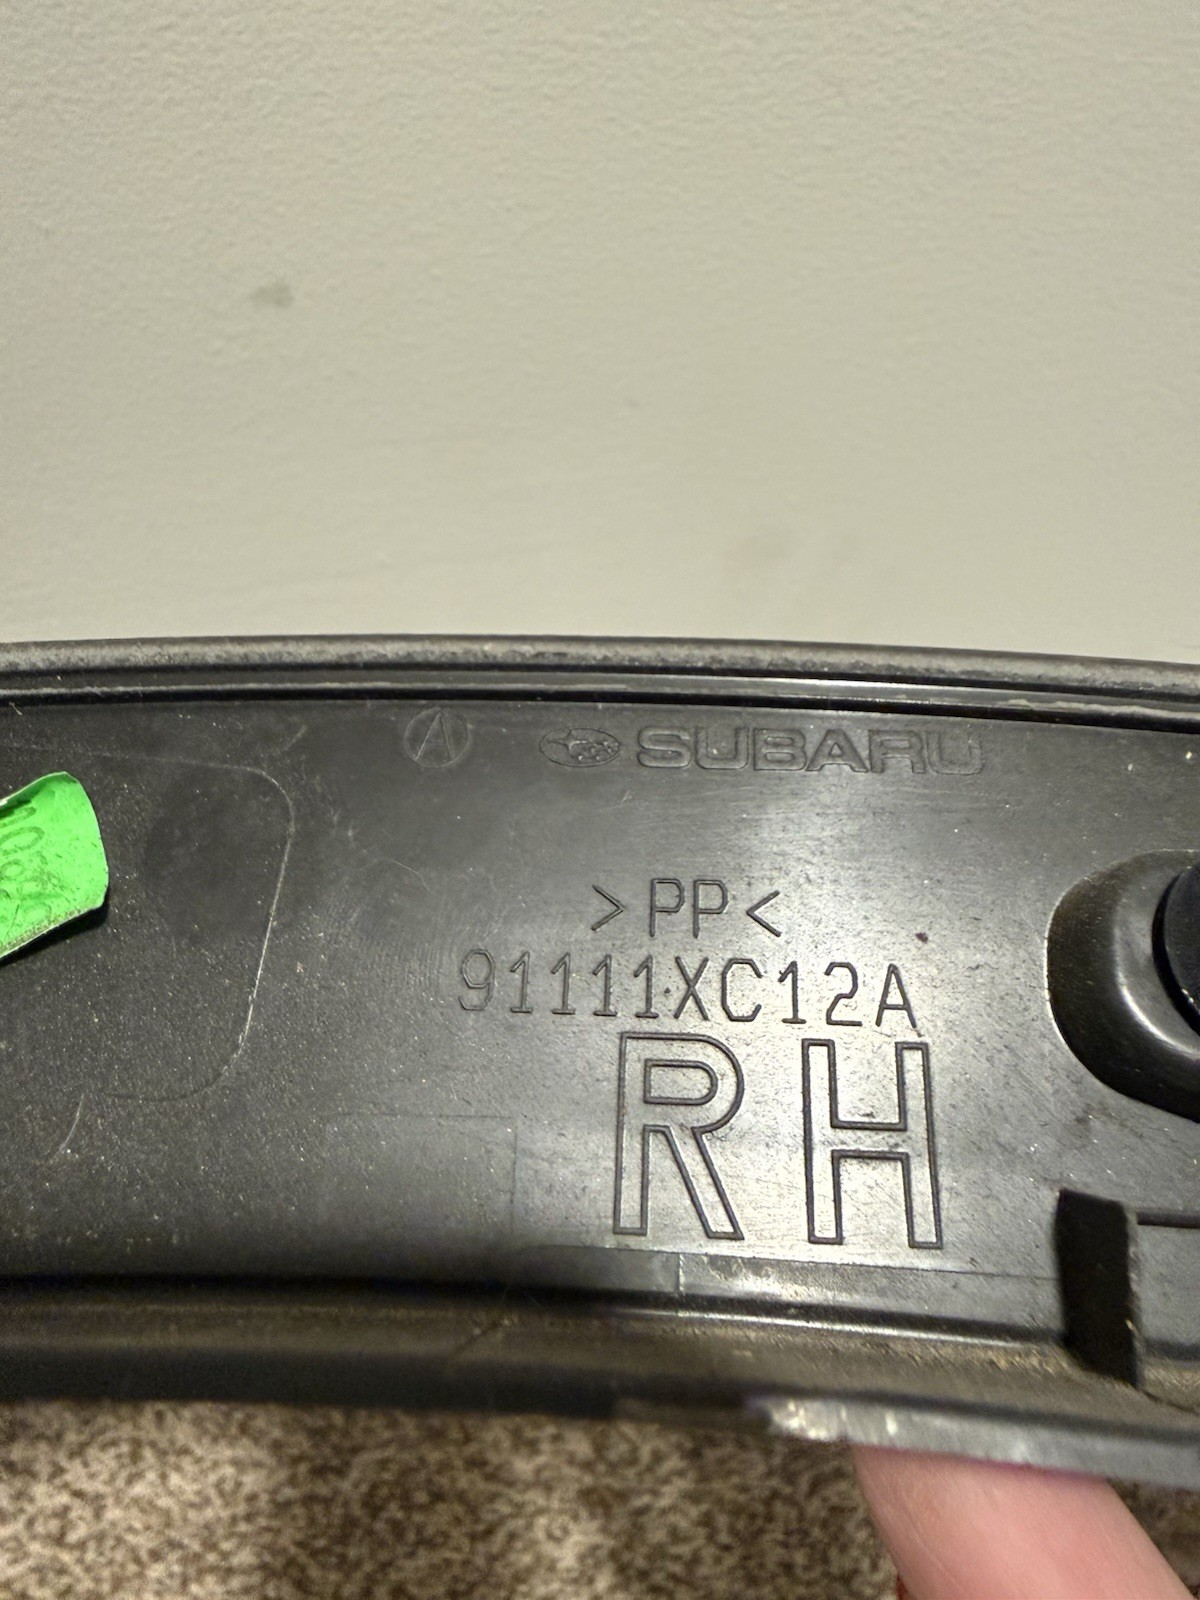 A
SUBARU
>PP<
91111XC12A
RH